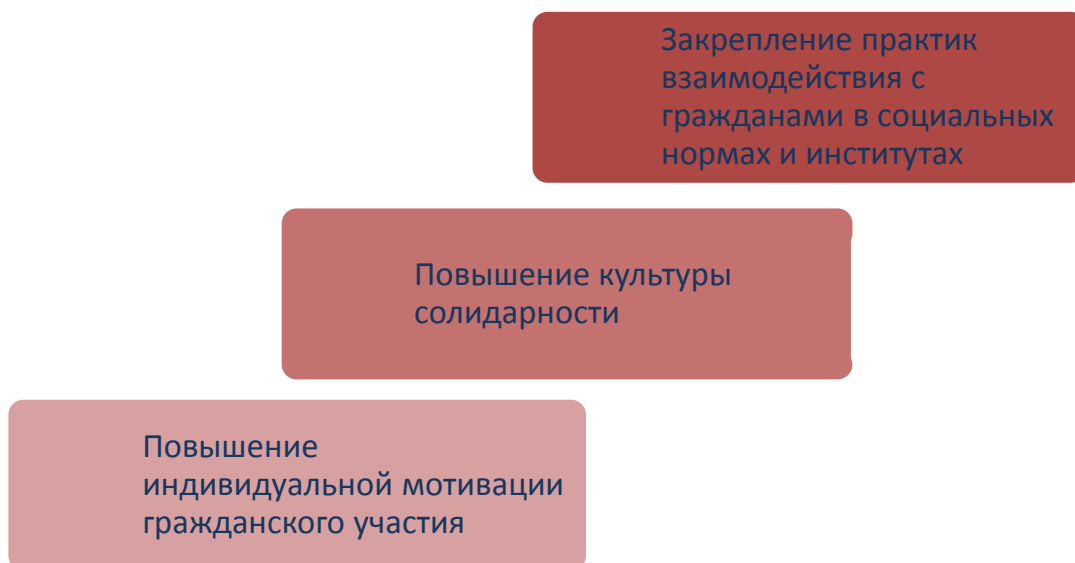 Закрепление практик
взаимодействия с
гражданами в социальных
нормах и институтах
Повышение культуры
солидарности
Повышение
индивидуальной мотивации
гражданского участия